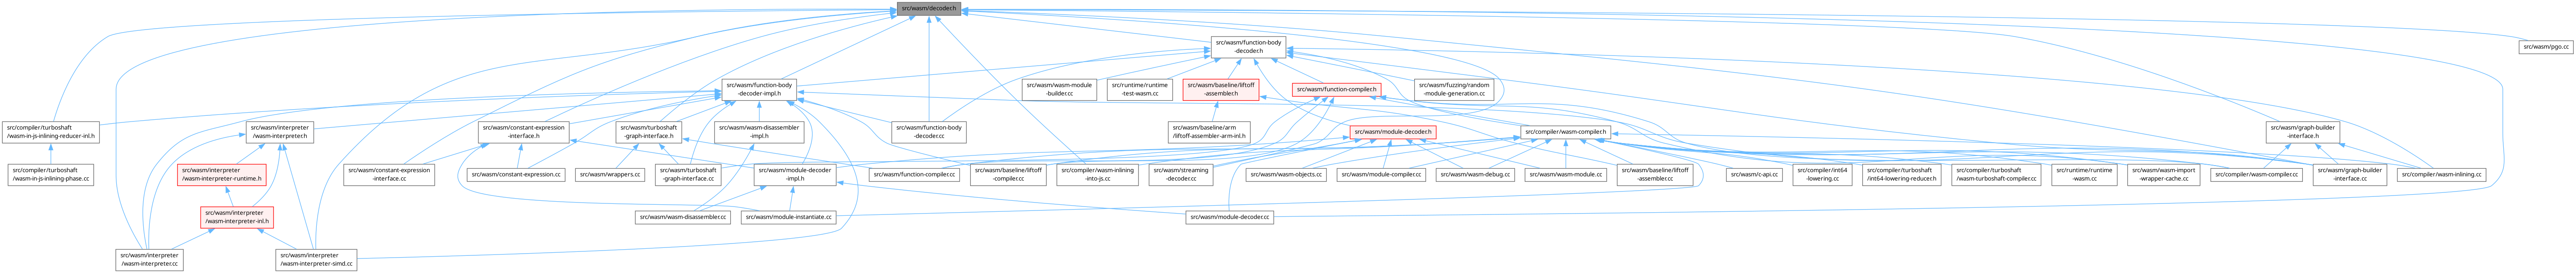 src/wasm/decoder.h
src/wasm/function-body
-decoder.h
src/wasm/pgo.cc
src/wasm/function-body
-decoder-impl.h
src/wasm/wasm-module
-builder.cc
src/runtime/runtime
-test-wasm.cc
src/wasm/baseline/liftoff
-assembler.h
src/wasm/function-compiler.h
src/wasm/fuzzing/random
-module-generation.cc
src/compiler/turboshaft
/wasm-in-js-inlining-reducer-inl.h
src/wasm/interpreter
/wasm-interpreter.h
src/wasm/constant-expression
-interface.h
src/wasm/turboshaft
-graph-interface.h
src/wasm/wasm-disassembler
-impl.h
src/wasm/function-body
-decoder.cc
src/wasm/baseline/arm
/liftoff-assembler-arm-inl.h
src/wasm/module-decoder.h
src/compiler/wasm-compiler.h
src/wasm/graph-builder
-interface.h
src/compiler/turboshaft
/wasm-in-js-inlining-phase.cc
src/wasm/interpreter
/wasm-interpreter-runtime.h
src/wasm/constant-expression
-interface.cc
src/wasm/constant-expression.cc
src/wasm/wrappers.cc
src/wasm/turboshaft
-graph-interface.cc
src/wasm/module-decoder
-impl.h
src/wasm/function-compiler.cc
src/wasm/baseline/liftoff
-compiler.cc
src/compiler/wasm-inlining
-into-js.cc
src/wasm/streaming
-decoder.cc
src/wasm/wasm-objects.cc
src/wasm/module-compiler.cc
src/wasm/wasm-debug.cc
src/wasm/wasm-module.cc
src/wasm/baseline/liftoff
-assembler.cc
src/wasm/c-api.cc
src/compiler/int64
-lowering.cc
src/compiler/turboshaft
/int64-lowering-reducer.h
src/compiler/turboshaft
/wasm-turboshaft-compiler.cc
src/runtime/runtime
-wasm.cc
src/wasm/wasm-import
-wrapper-cache.cc
src/compiler/wasm-compiler.cc
src/wasm/graph-builder
-interface.cc
src/compiler/wasm-inlining.cc
src/wasm/interpreter
/wasm-interpreter-inl.h
src/wasm/wasm-disassembler.cc
src/wasm/module-instantiate.cc
src/wasm/module-decoder.cc
src/wasm/interpreter
/wasm-interpreter.cc
src/wasm/interpreter
/wasm-interpreter-simd.cc